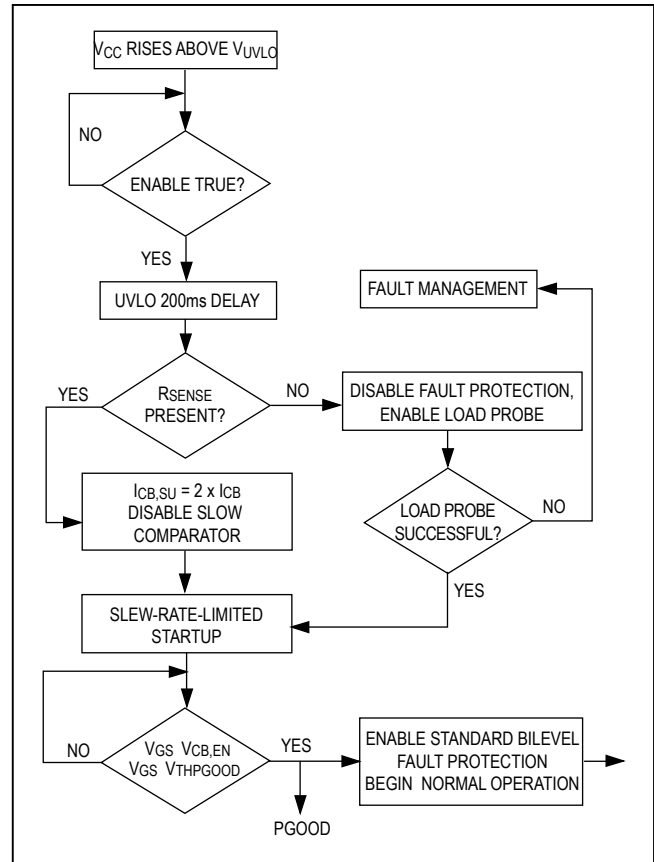 VCC RISES ABOVE VUVLO
NO
ENABLE TRUE?
YES
UVLO 200ms DELAY
FAULT MANAGEMENT
YES
RSENSE
PRESENT?
NO
DISABLE FAULT PROTECTION,
ENABLE LOAD PROBE
ICB,SU = 2 x ICB
DISABLE SLOW
COMPARATOR
LOAD PROBE
SUCCESSFUL?
NO
YES
SLEW-RATE-LIMITED
STARTUP
NO
VGS VCB,EN
VGS VTHPGOOD
YES
ENABLE STANDARD BILEVEL
FAULT PROTECTION
BEGIN NORMAL OPERATION
PGOOD